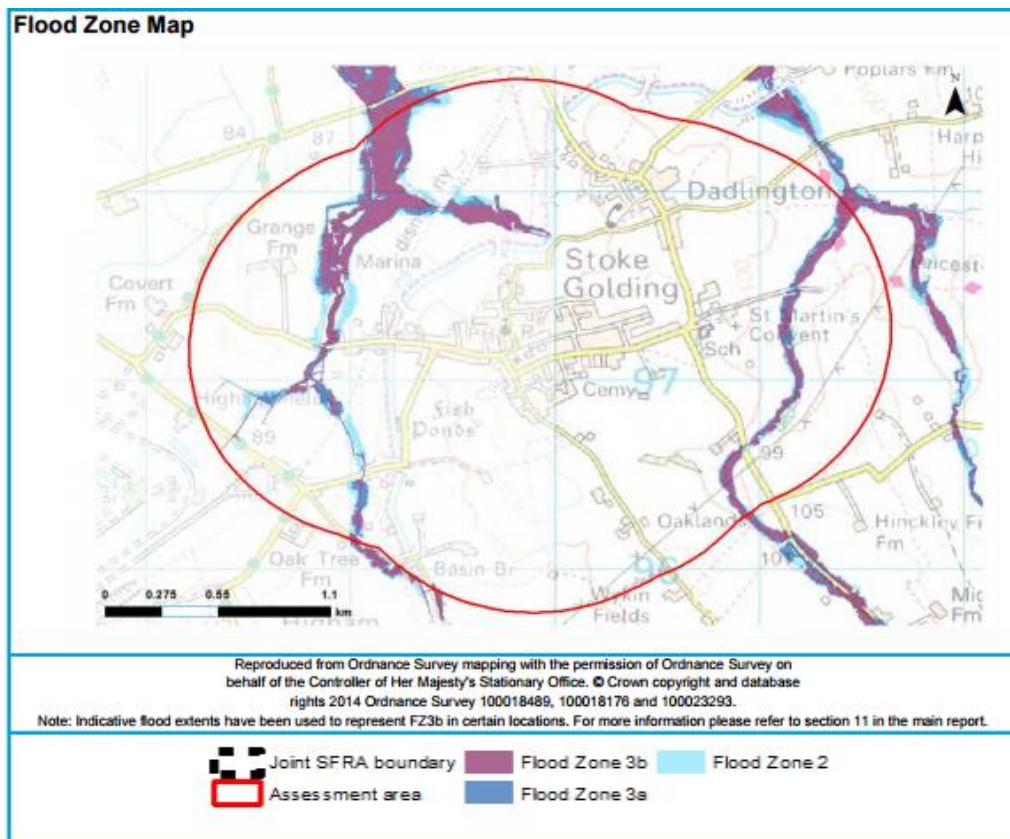 Flood Zone Map
Poplars Fm
N
84
87
Dadlington
Grange
Fm
Marina
Covert
Fm
Stoke
Golding
St Martin's
Convent
Sch
97
Cemy
Fish
Ponds
89
99
Oaklands
105
Hinckley Fi
Fm
Oak Tree
Fm
Basin Br
Wykin
Fields
Higham
0 0.275 0.55 1.1
km
Reproduced from Ordnance Survey mapping with the permission of Ordnance Survey on
behalf of the Controller of Her Majesty's Stationary Office. © Crown copyright and database
rights 2014 Ordnance Survey 100018489, 100018176 and 100023293.
Note: Indicative flood extents have been used to represent FZ3b in certain locations. For more information please refer to section 11 in the main report.
Joint SFRA boundary
Flood Zone 3b
Flood Zone 2
Assessment area
Flood Zone 3a